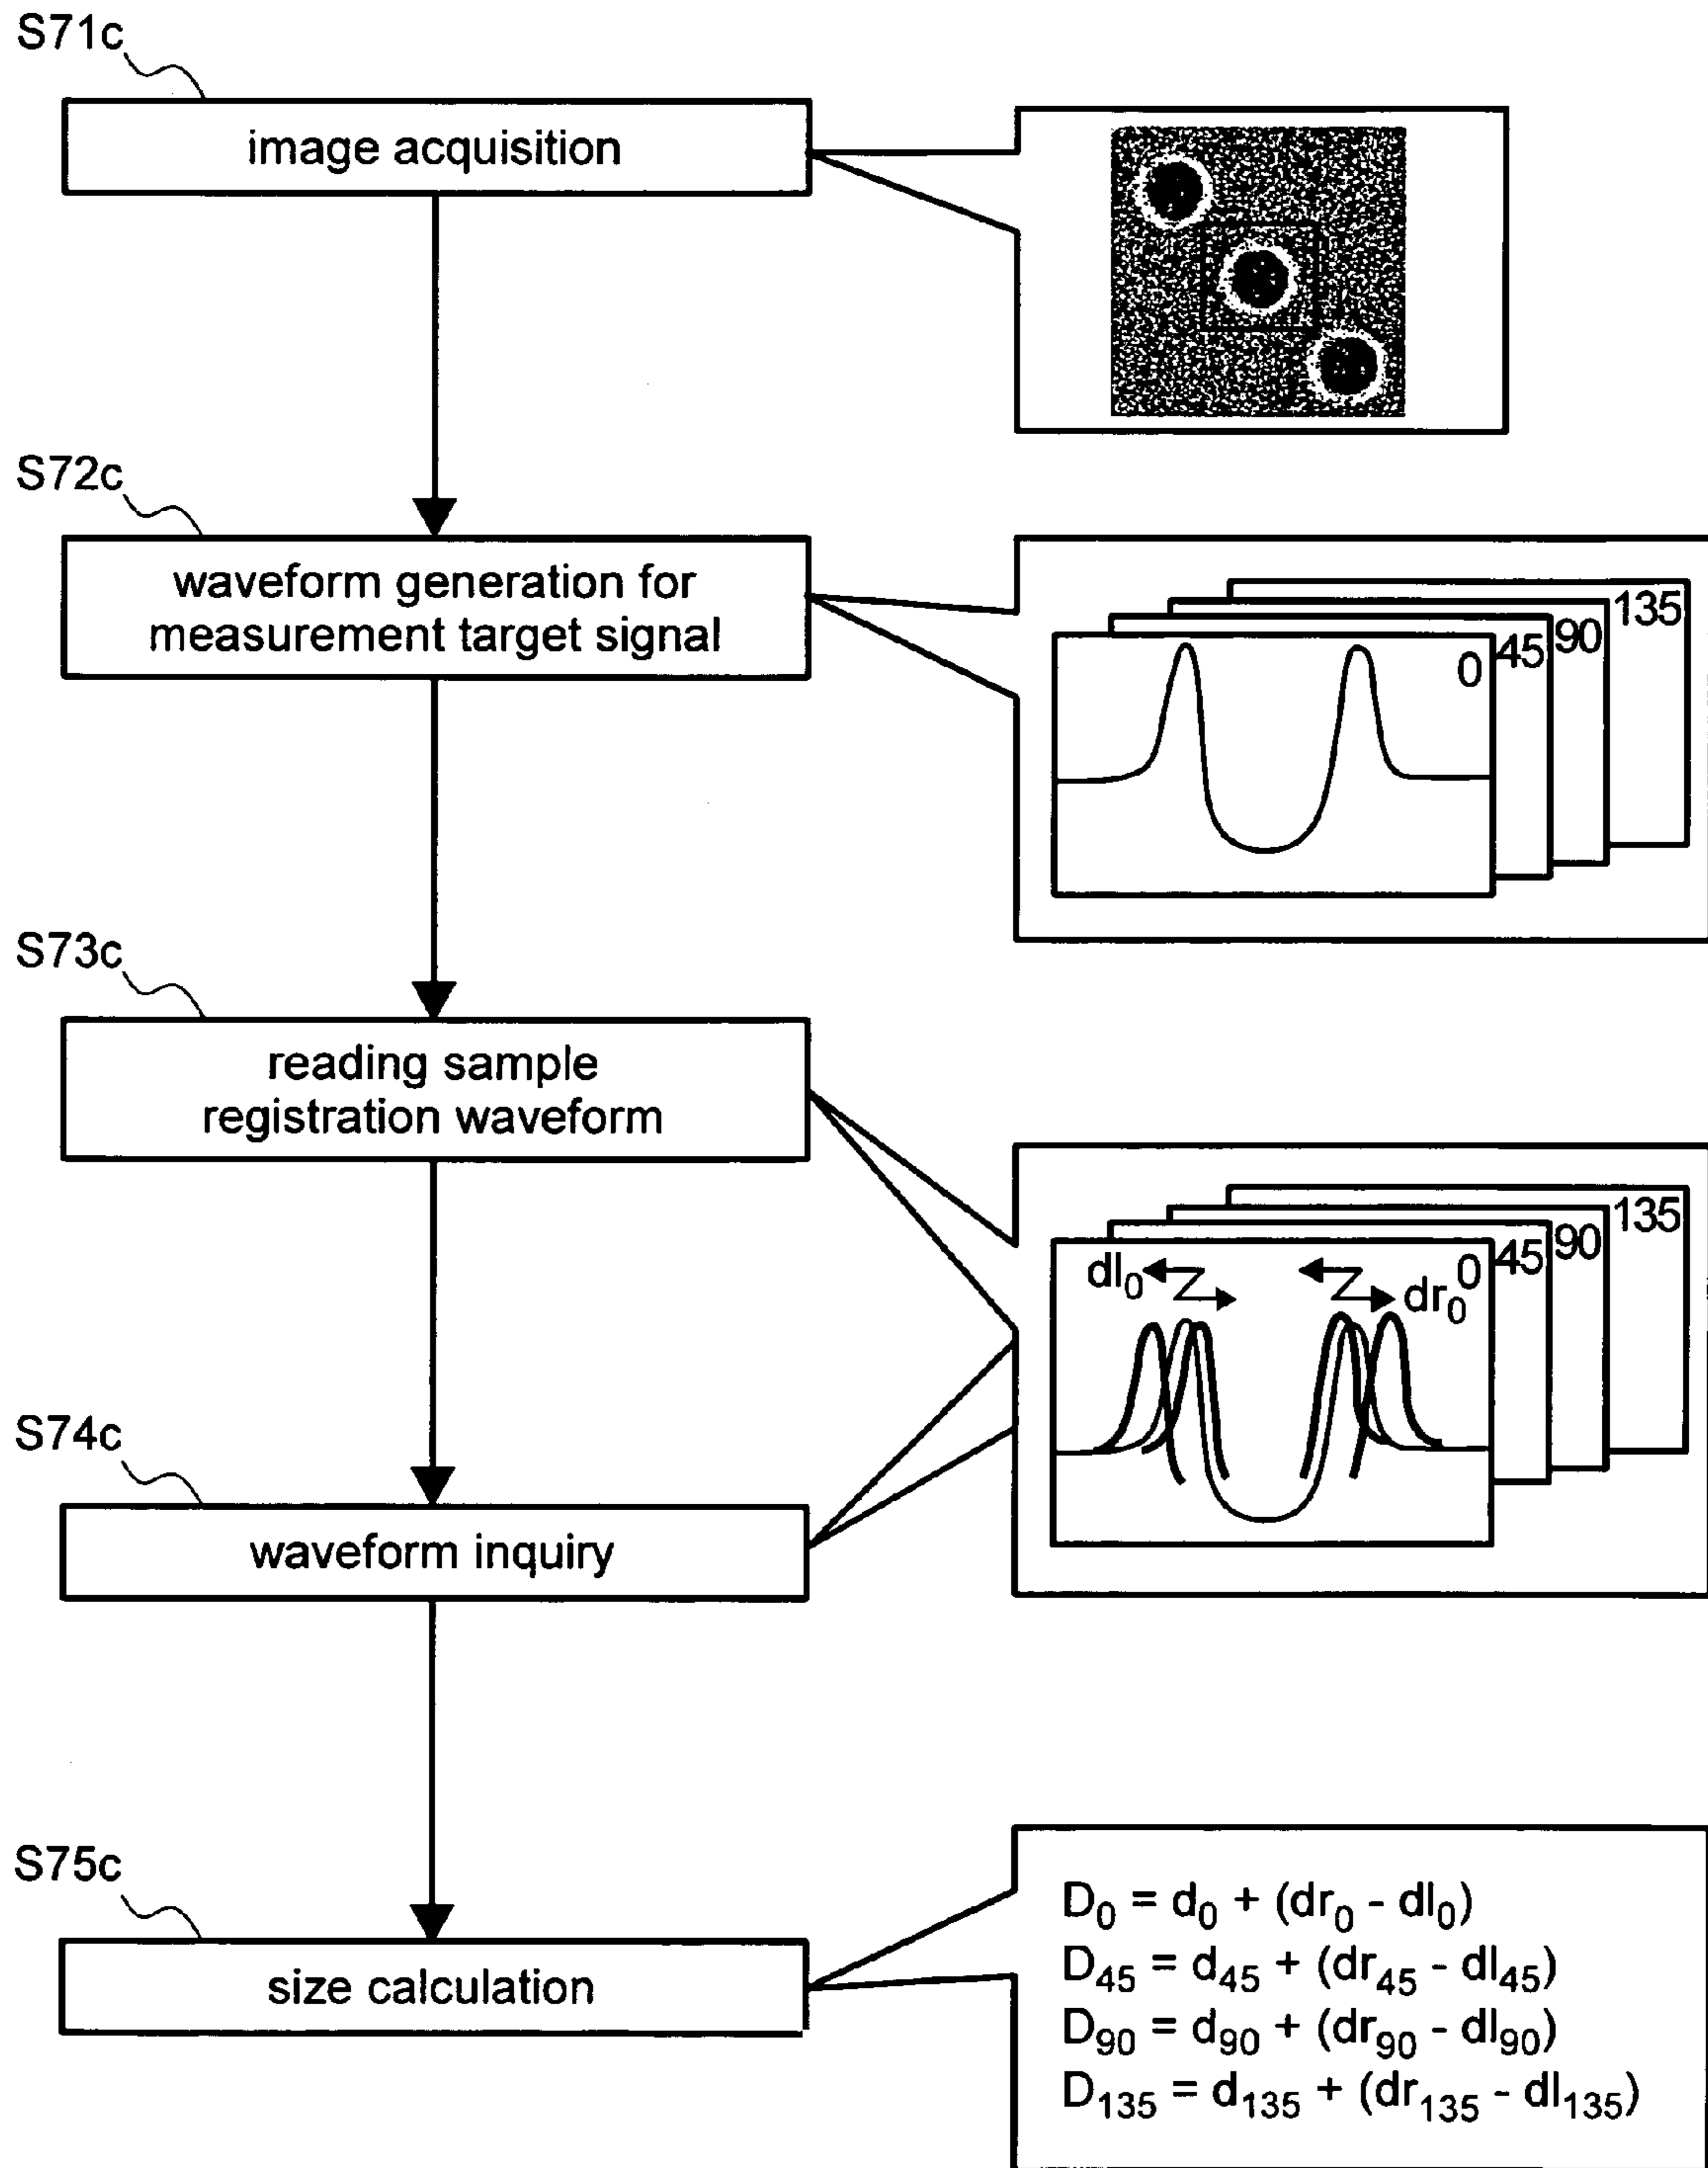 S71c
image acquisition
S72c
waveform generation for
measurement target signal
135
90
45
0
S73c
reading sample
registration waveform
135
90
45
0
dl₀
dr₀
S74c
waveform inquiry
S75c
size calculation
D₀ = d₀ + (dr₀ - dl₀)
D₄₅ = d₄₅ + (dr₄₅ - dl₄₅)
D₉₀ = d₉₀ + (dr₉₀ - dl₉₀)
D₁₃₅ = d₁₃₅ + (dr₁₃₅ - dl₁₃₅)